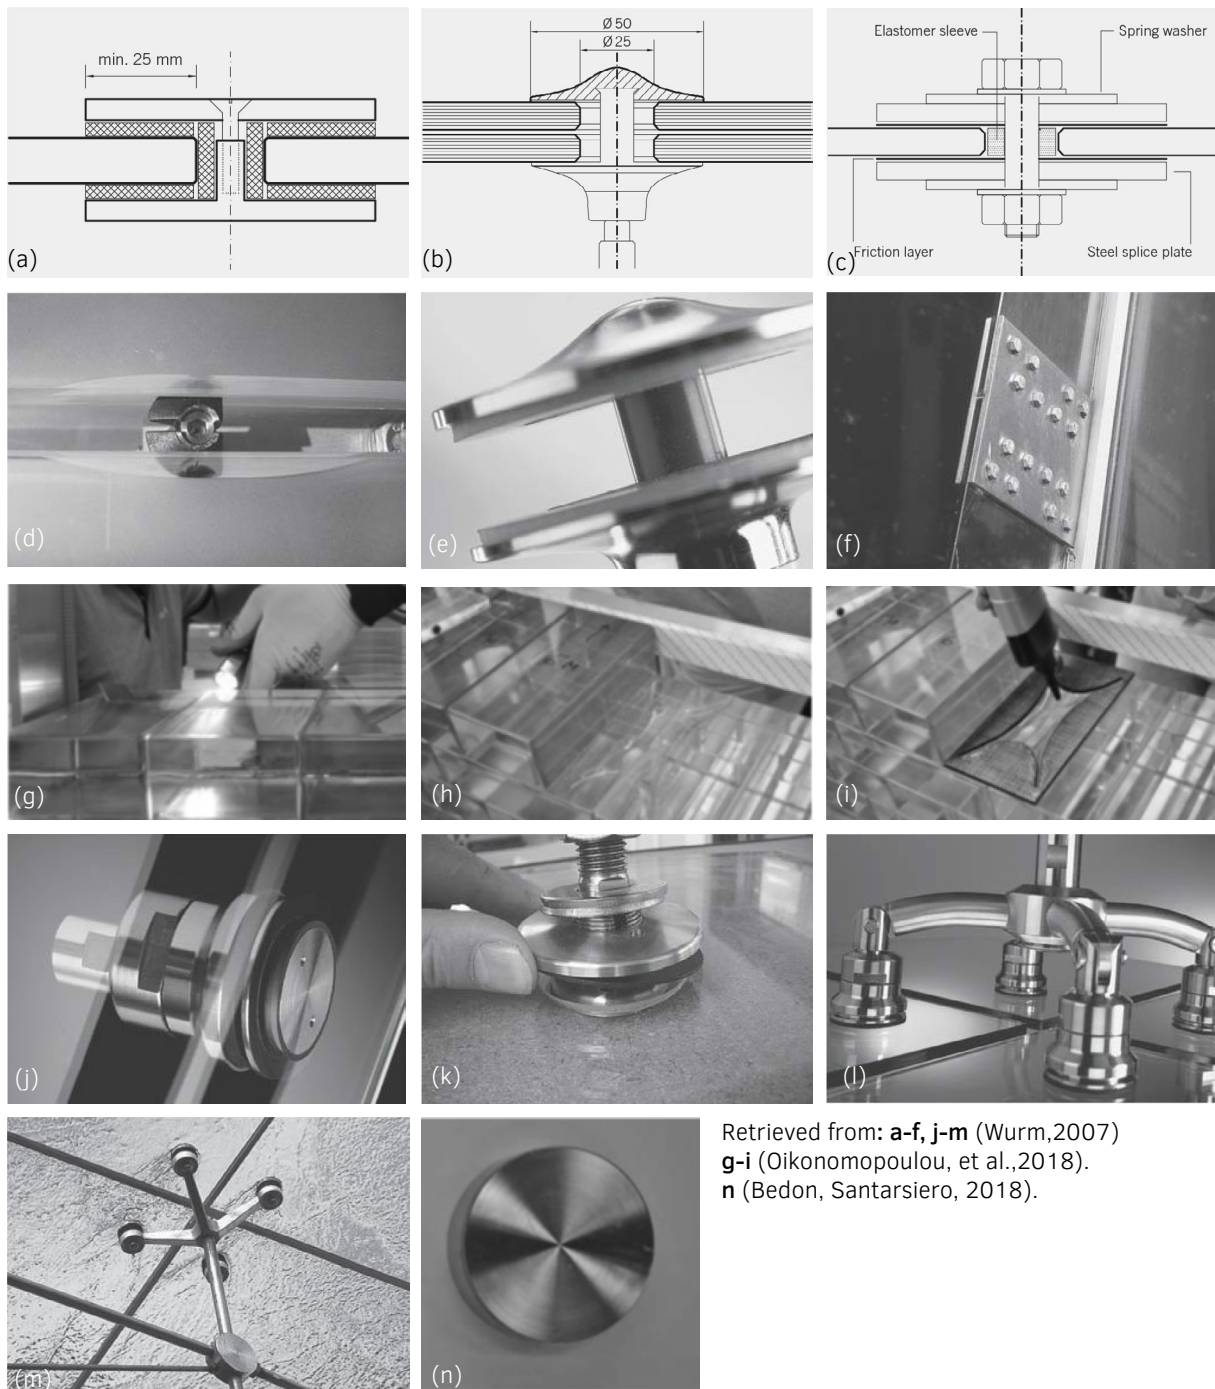 min. 25 mm
(a)
Ø 50
Ø 25
(b)
Elastomer sleeve
Spring washer
Friction layer
Steel splice plate
(c)
(d)
(e)
(f)
(g)
(h)
(i)
(j)
(k)
(l)
(m)
(n)
Retrieved from: a-f, j-m (Wurm,2007)
g-i (Oikonomopoulou, et al.,2018).
n (Bedon, Santarsiero, 2018).